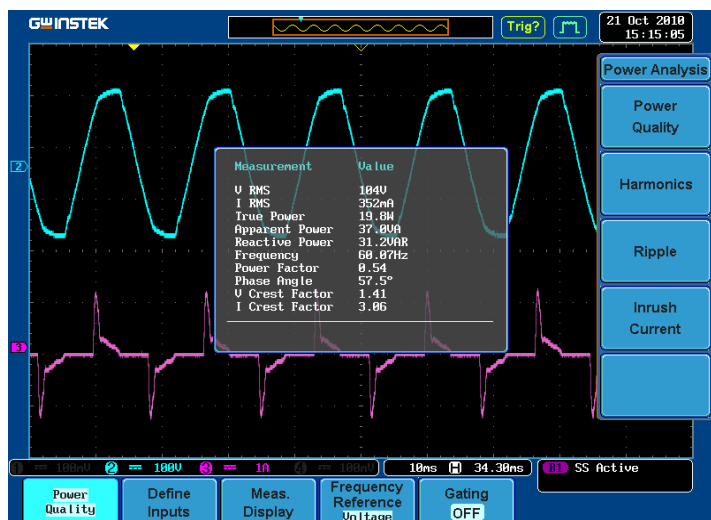 GWINSTEK
Trig?
21 Oct 2010
15:15:05
Power Analysis
Power
Quality
Harmonics
Ripple
Inrush
Current
2
3
Measurement Value
V RMS 104V
I RMS 352mA
True Power 19.8W
Apparent Power 37.0VA
Reactive Power 31.2VAR
Frequency 60.07Hz
Power Factor 0.54
Phase Angle 57.5°
V Crest Factor 1.41
I Crest Factor 3.06
1 100mV 2 100V 3 1A 4 100mV 10ms H 34.30ms B1 SS Active
Power
Quality
Define
Inputs
Meas.
Display
Frequency
Reference
Voltage
Gating
OFF